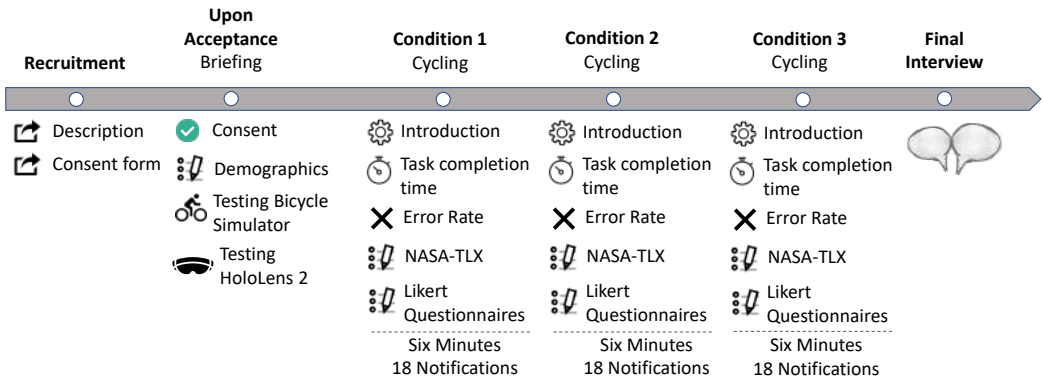 Recruitment
Description
Consent form
Upon
Acceptance
Briefing
Consent
Demographics
Testing Bicycle
Simulator
Testing
HoloLens 2
Condition 1
Cycling
Introduction
Task completion
time
Error Rate
NASA-TLX
Likert
Questionnaires
Six Minutes
18 Notifications
Condition 2
Cycling
Introduction
Task completion
time
Error Rate
NASA-TLX
Likert
Questionnaires
Six Minutes
18 Notifications
Condition 3
Cycling
Introduction
Task completion
time
Error Rate
NASA-TLX
Likert
Questionnaires
Six Minutes
18 Notifications
Final
Interview